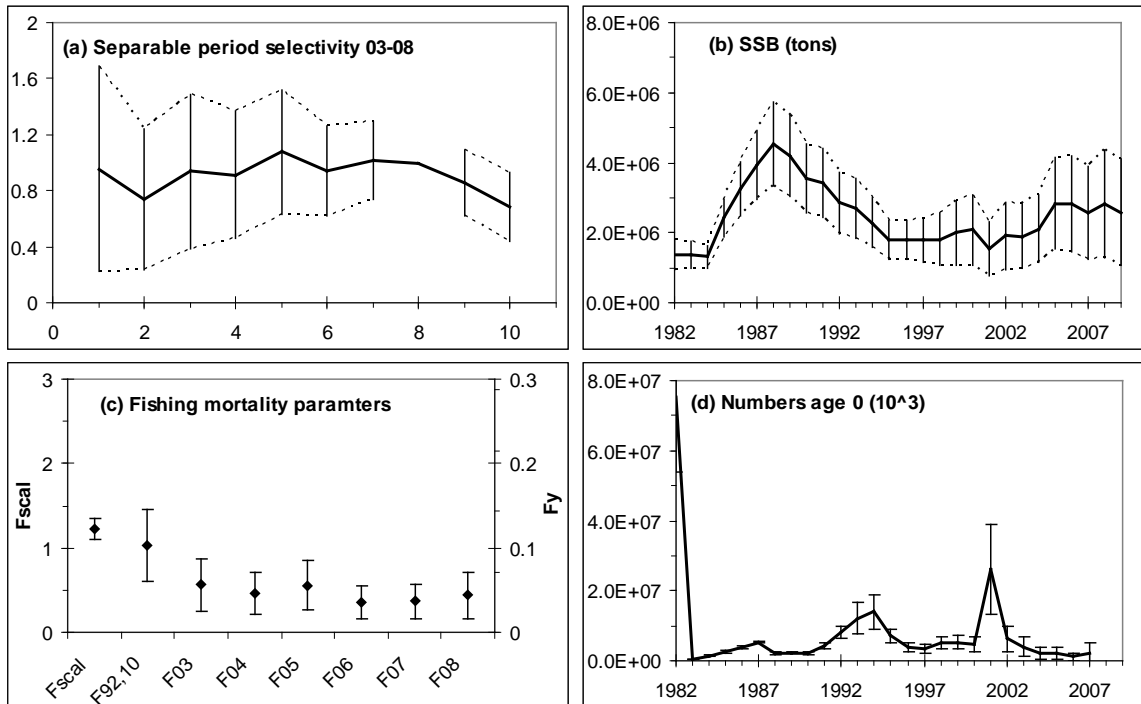 (a) Separable period selectivity 03-08
2
1.6
1.2
0.8
0.4
0
0 2 4 6 8 10
(b) SSB (tons)
8.0E+06
6.0E+06
4.0E+06
2.0E+06
0.0E+00
1982 1987 1992 1997 2002 2007
(c) Fishing mortality paramters
3
2
1
0
Fscal
0.3
0.2
0.1
0.0
Fy
Fscal F92,10 F03 F04 F05 F06 F07 F08
(d) Numbers age 0 (10^3)
8.0E+07
6.0E+07
4.0E+07
2.0E+07
0.0E+00
1982 1987 1992 1997 2002 2007